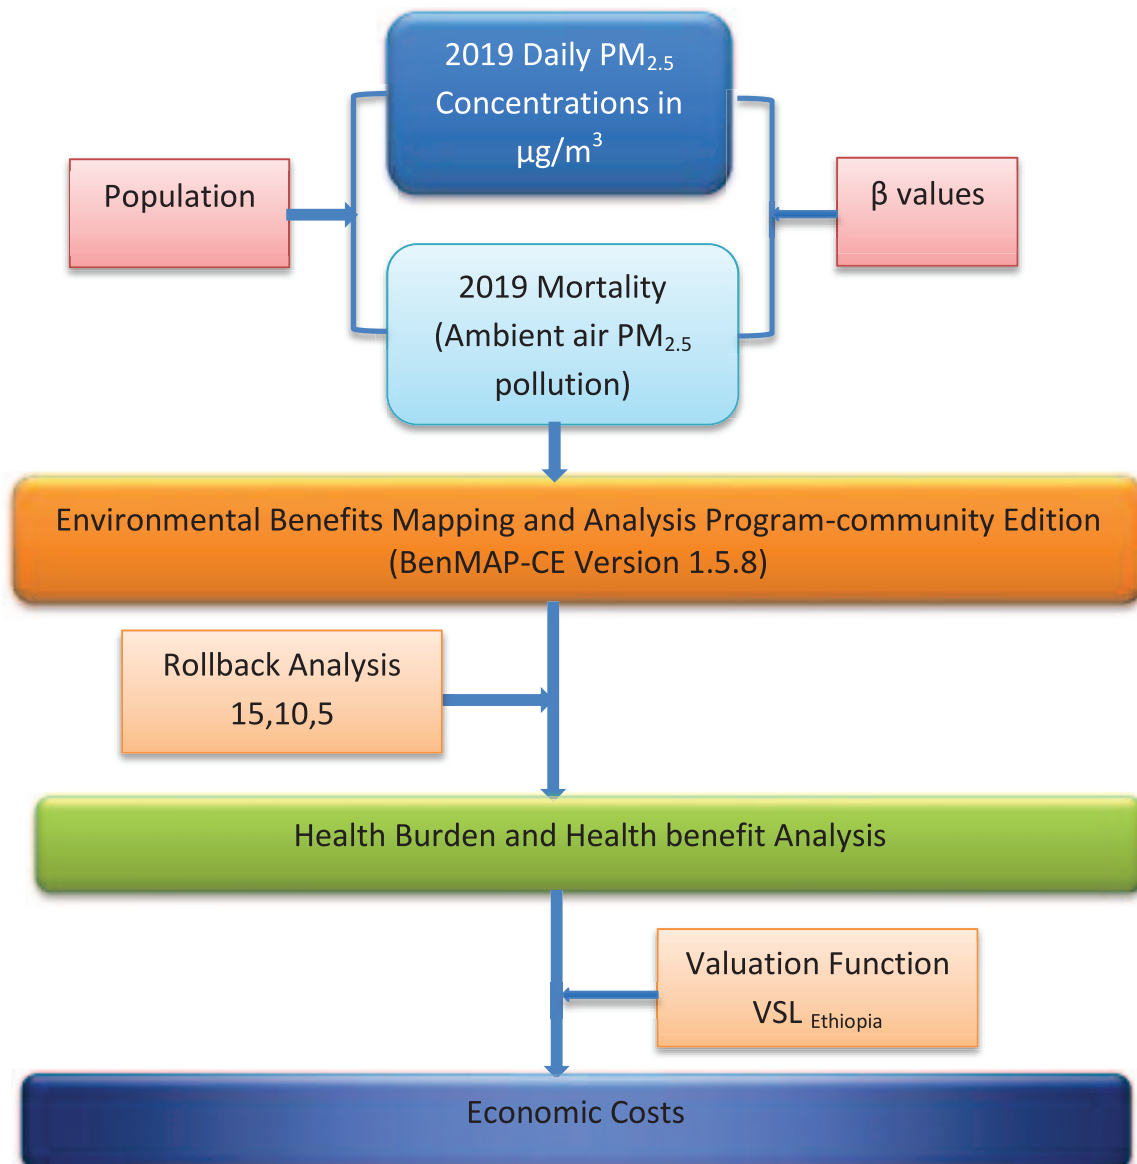 2019 Daily PM2.5
Concentrations in
µg/m3
Population
β values
2019 Mortality
(Ambient air PM2.5
pollution)
Environmental Benefits Mapping and Analysis Program-community Edition
(BenMAP-CE Version 1.5.8)
Rollback Analysis
15,10,5
Health Burden and Health benefit Analysis
Valuation Function
VSL Ethiopia
Economic Costs